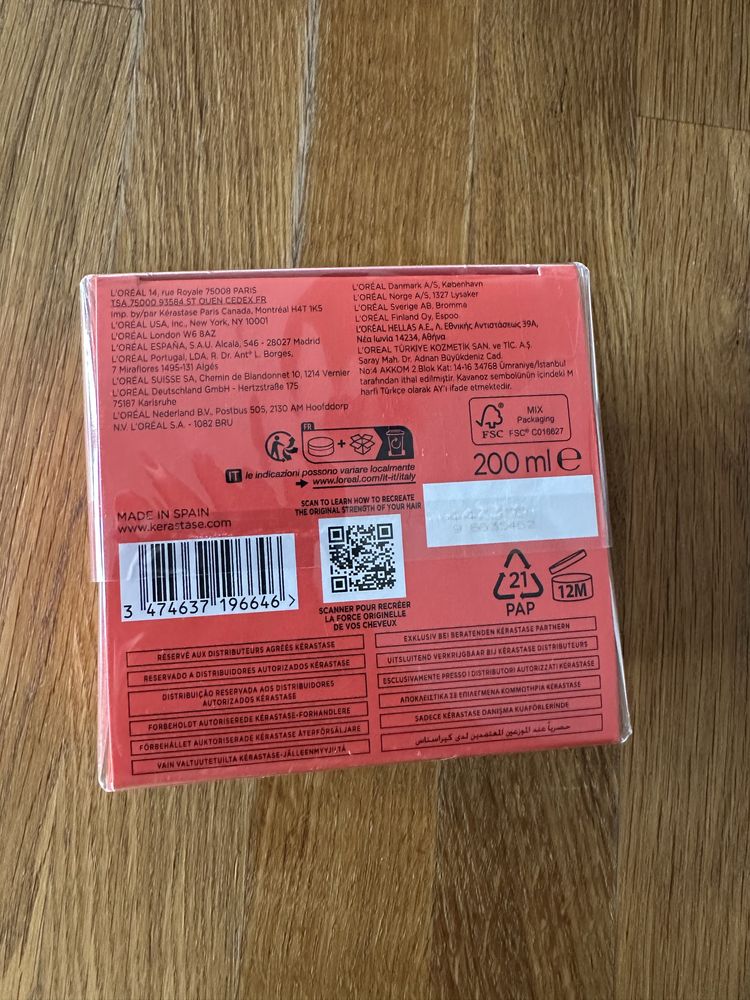 L'ORÉAL 14, rue Royale 75008 PARIS
TSA 75000 93584 ST OUEN CEDEX FR
Imp. by/par Kérastase Paris Canada, Montréal H4T 1K5
L'ORÉAL USA, Inc., New York, NY 10001
L'ORÉAL London W6 8AZ
L'ORÉAL ESPAÑA, S.A.U. Alcalá, 546 - 28027 Madrid
L'ORÉAL Portugal, LDA, R. Dr. Antº L. Borges,
7 Miraflores 1495-131 Algés
L'ORÉAL SUISSE SA, Chemin de Blandonnet 10, 1214 Vernier
L'ORÉAL Deutschland GmbH - Hertzstraße 175
75187 Karlsruhe
L'ORÉAL Nederland B.V., Postbus 505, 2130 AM Hoofddorp
N.V. L'ORÉAL S.A. - 1082 BRU
L'ORÉAL Danmark A/S, København
L'ORÉAL Norge A/S, 1327 Lysaker
L'ORÉAL Sverige AB, Bromma
L'ORÉAL Finland Oy, Espoo
L'ORÉAL HELLAS A.E., Λ. Εθνικής Αντιστάσεως 39Α,
Νέα Ιωνία 14234, Αθήνα
L'OREAL TÜRKİYE KOZMETİK SAN. ve TİC. A.Ş.
Saray Mah. Dr. Adnan Büyükdeniz Cad.
No:4 AKKOM 2.Blok Kat: 14-16 34768 Ümraniye/İstanbul
tarafından ithal edilmiştir. Kavanoz sembolünün içindeki M
harfi Türkçe olarak AY'ı ifade etmektedir.
FSC
MIX
Packaging
FSC® C016627
FR
+
200 ml e
IT le indicazioni possono variare localmente
www.loreal.com/it-it/italy
SCAN TO LEARN HOW TO RECREATE
THE ORIGINAL STRENGTH OF YOUR HAIR
MADE IN SPAIN
www.kerastase.com
3 474637 196646 >
SCANNER POUR RECRÉER
LA FORCE ORIGINELLE
DE VOS CHEVEUX
21
PAP
12M
RÉSERVÉ AUX DISTRIBUTEURS AGRÉÉS KÉRASTASE
RESERVADO A DISTRIBUIDORES AUTORIZADOS KÉRASTASE
DISTRIBUIÇÃO RESERVADA AOS DISTRIBUIDORES
AUTORIZADOS KÉRASTASE
FORBEHOLDT AUTORISEREDE KÉRASTASE-FORHANDLERE
FÖRBEHÅLLET AUKTORISERADE KÉRASTASE ÅTERFÖRSÄLJARE
VAIN VALTUUTETUILTA KÉRASTASE-JÄLLEENMYYJILTÄ
EXKLUSIV BEI BERATENDEN KÉRASTASE PARTNERN
UITSLUITEND VERKRIJGBAAR BIJ KÉRASTASE DISTRIBUTEURS
ESCLUSIVAMENTE PRESSO I DISTRIBUTORI AUTORIZZATI KÉRASTASE
ΑΠΟΚΛΕΙΣΤΙΚΑ ΣΕ ΕΠΙΛΕΓΜΕΝΑ ΚΟΜΜΩΤΗΡΙΑ KÉRASTASE
SADECE KÉRASTASE DANIŞMA KUAFÖRLERİNDE
حصرياً عند الموزعين المعتمدين لدى كيراستاس